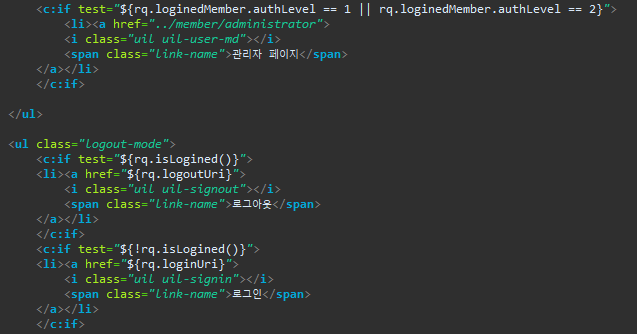 <c:if test="${rq.loginedMember.authLevel == 1 || rq.loginedMember.authLevel == 2}">
<li><a href="../member/administrator">
<i class="uil uil-user-md"></i>
<span class="link-name">관리자 페이지</span>
</a></li>
</c:if>
</ul>
<ul class="logout-mode">
<c:if test="${rq.isLogined()}">
<li><a href="${rq.logoutUri}">
<i class="uil uil-signout"></i>
<span class="link-name">로그아웃</span>
</a></li>
</c:if>
<c:if test="${!rq.isLogined()}">
<li><a href="${rq.loginUri}">
<i class="uil uil-signin"></i>
<span class="link-name">로그인</span>
</a></li>
</c:if>